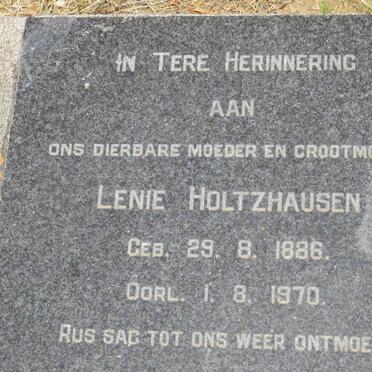 IN TERE HERINNERING
AAN
ONS DIERBARE MOEDER EN GROOTMO
LENIE HOLTZHAUSEN
GEB. 29. 8. 1886.
OORL. 1. 8. 1970.
RUS SAG TOT ONS WEER ONTMOE